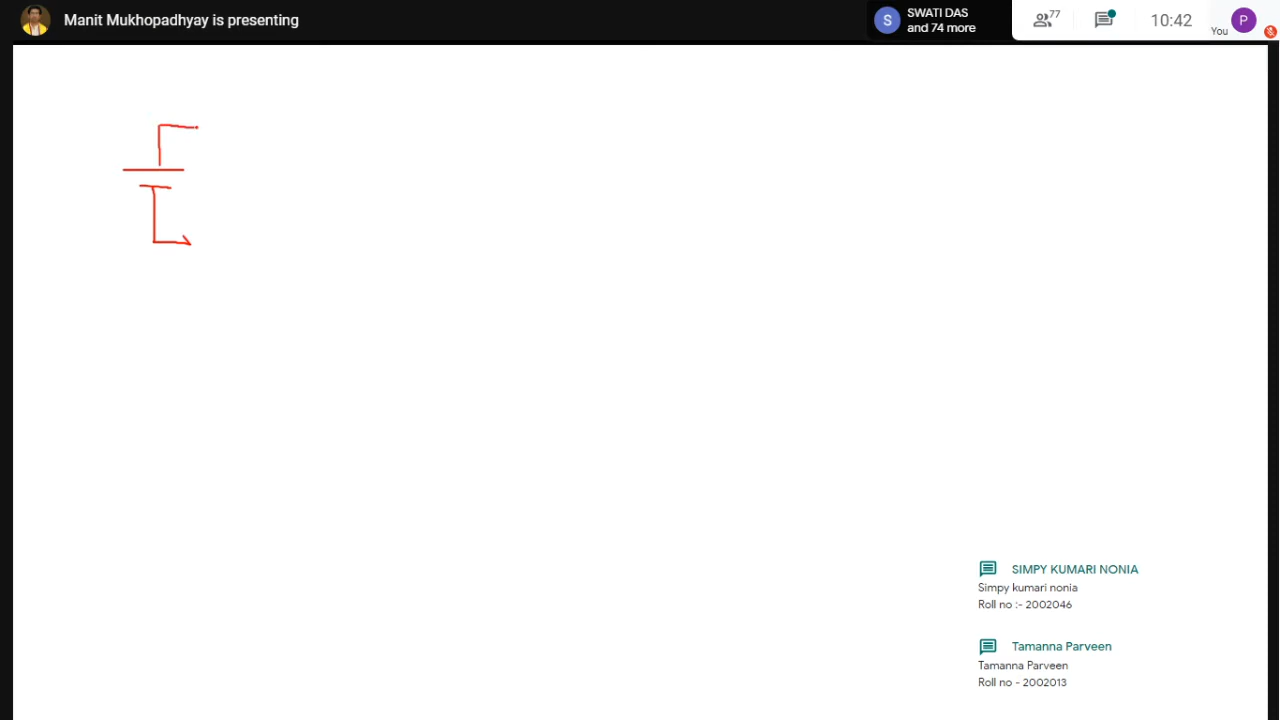 Manit Mukhopadhyay is presenting
S
SWATI DAS
and 74 more
77
10:42
You
P
SIMPY KUMARI NONIA
Simpy kumari nonia
Roll no :- 2002046
Tamanna Parveen
Tamanna Parveen
Roll no - 2002013